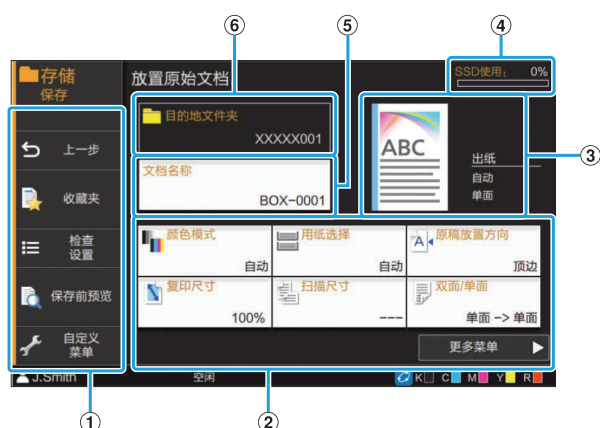 ⑥
⑤
④
存储
保存
放置原始文档
SSD使用： 0%
目的地文件夹
XXXXX001
文档名称
BOX-0001
ABC
出纸
自动
单面
③
上一步
收藏夹
检查
设置
保存前预览
自定义
菜单
颜色模式
自动
用纸选择
自动
原稿放置方向
顶边
复印尺寸
100%
扫描尺寸
---
双面/单面
单面 -> 单面
更多菜单
J.Smith
空闲
K C M Y R
①
②